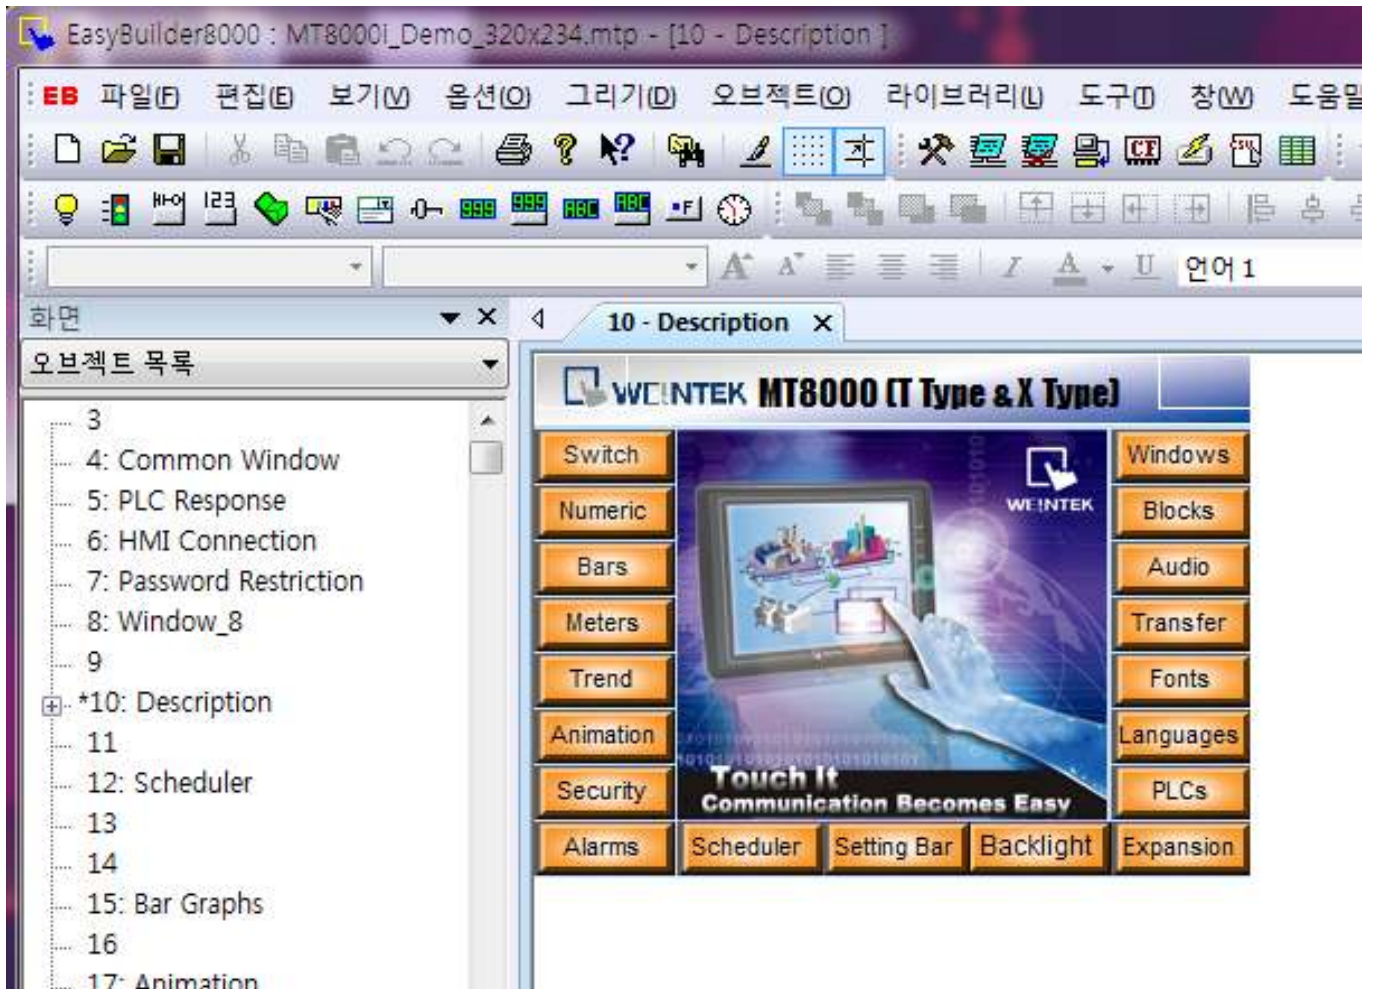 EasyBuilder8000 : MT8000i_Demo_320x234.mtp - [10 - Description ]
EB 파일(F) 편집(E) 보기(V) 옵션(O) 그리기(D) 오브젝트(O) 라이브러리(L) 도구(T) 창(W) 도움말
언어 1
화면
오브젝트 목록
3
4: Common Window
5: PLC Response
6: HMI Connection
7: Password Restriction
8: Window_8
9
*10: Description
11
12: Scheduler
13
14
15: Bar Graphs
16
17: Animation
10 - Description
WEINTEK MT8000 (T Type & X Type)
Switch
Numeric
Bars
Meters
Trend
Animation
Security
WEINTEK
Touch It
Communication Becomes Easy
Windows
Blocks
Audio
Transfer
Fonts
Languages
PLCs
Alarms Scheduler Setting Bar Backlight Expansion